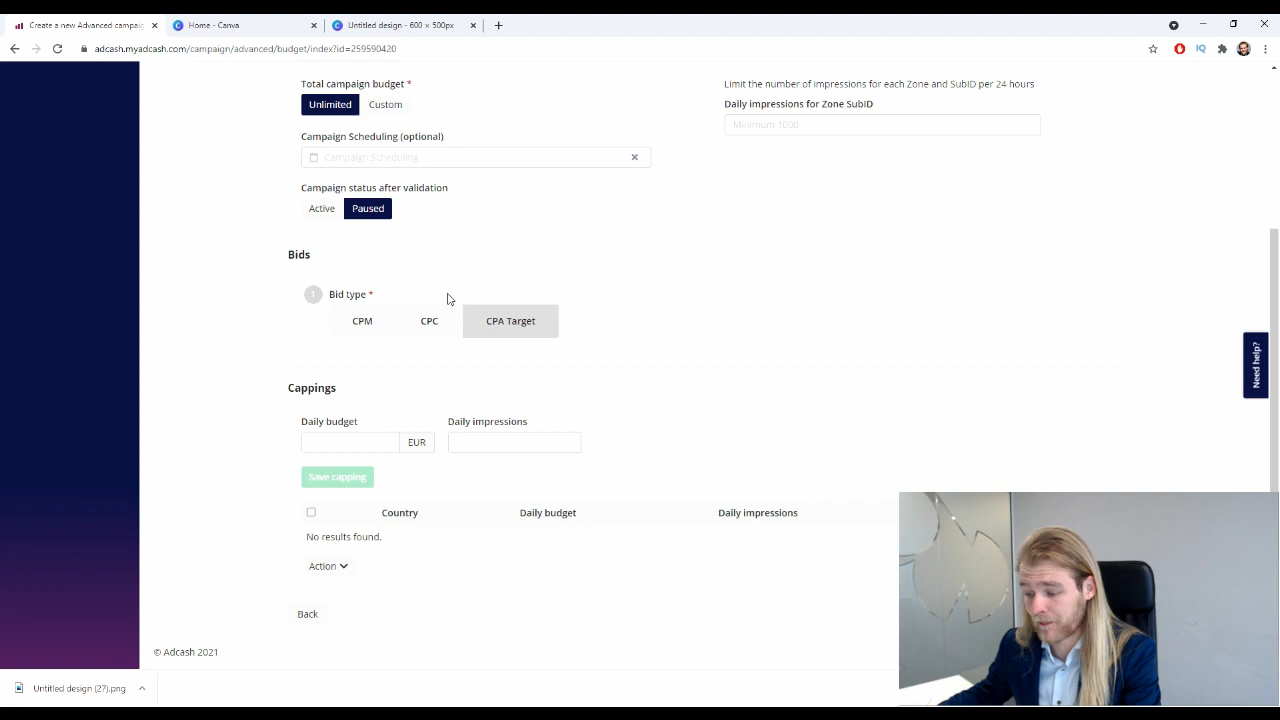 Create a new Advanced campaig
Home - Canva
Untitled design - 600 × 500px
adcash.myadcash.com/campaign/advanced/budget/index?id=259590420
Total campaign budget *
Unlimited
Custom
Campaign Scheduling (optional)
Campaign Scheduling
Campaign status after validation
Active
Paused
Limit the number of impressions for each Zone and SubID per 24 hours
Daily impressions for Zone SubID
Minimum 1000
Bids
1
Bid type *
CPM
CPC
CPA Target
Need help?
Cappings
Daily budget
Daily impressions
EUR
Save capping
Country
Daily budget
Daily impressions
No results found.
Action
Back
© Adcash 2021
Untitled design (27).png